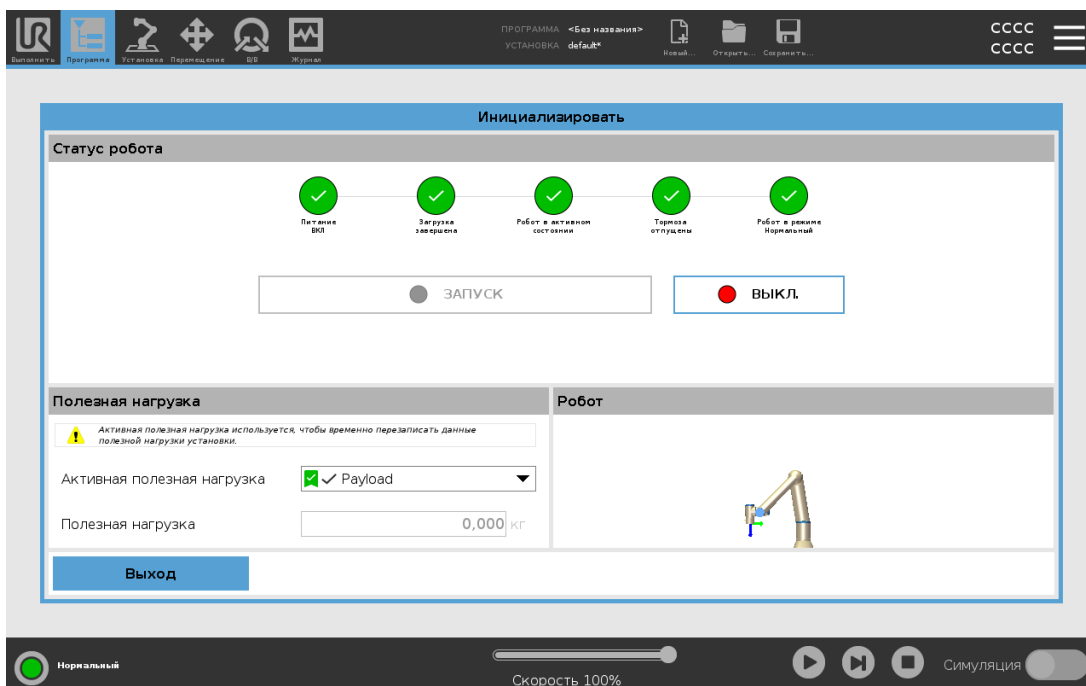 UR
ПРОГРАММА <Без названия>
УСТАНОВКА default*
Выполнить Программа Установка Перемещение В/В Журнал
Новый... Открыть... Сохранить...
CCCC
CCCC
Инициализировать
Статус робота
Питание
ВКЛ
Загрузка
завершена
Робот в активном
состоянии
Тормоза
отпущены
Робот в режиме
Нормальный
ЗАПУСК
ВЫКЛ.
Полезная нагрузка
Активная полезная нагрузка используется, чтобы временно перезаписать данные
полезной нагрузки установки.
Активная полезная нагрузка Payload
Полезная нагрузка 0,000 кг
Робот
Выход
Нормальный
Скорость 100%
Симуляция